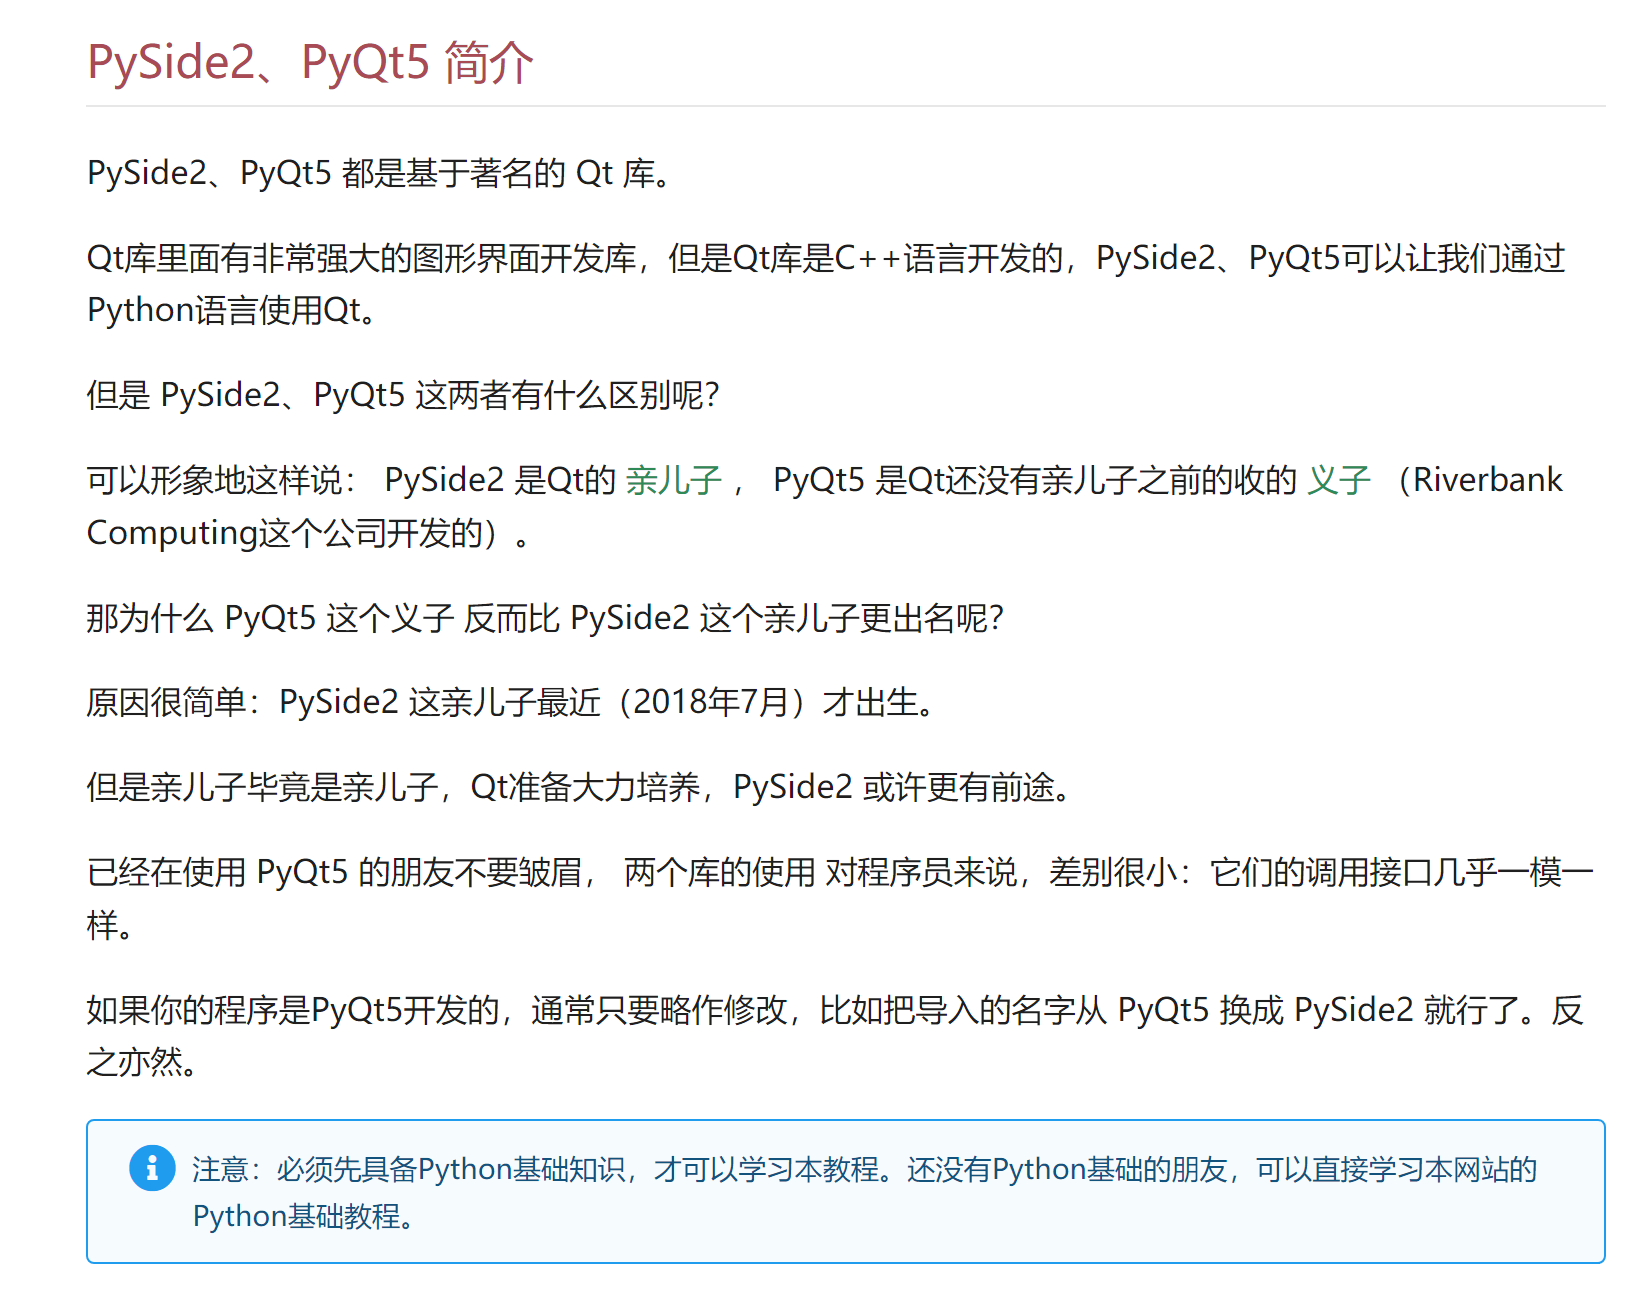 PySide2、PyQt5 简介
PySide2、PyQt5 都是基于著名的 Qt 库。
Qt库里面有非常强大的图形界面开发库，但是Qt库是C++语言开发的，PySide2、PyQt5可以让我们通过
Python语言使用Qt。
但是 PySide2、PyQt5 这两者有什么区别呢？
可以形象地这样说： PySide2 是Qt的 亲儿子 ， PyQt5 是Qt还没有亲儿子之前的收的 义子 （Riverbank
Computing这个公司开发的）。
那为什么 PyQt5 这个义子 反而比 PySide2 这个亲儿子更出名呢？
原因很简单：PySide2 这亲儿子最近（2018年7月）才出生。
但是亲儿子毕竟是亲儿子，Qt准备大力培养，PySide2 或许更有前途。
已经在使用 PyQt5 的朋友不要皱眉， 两个库的使用 对程序员来说，差别很小：它们的调用接口几乎一模一
样。
如果你的程序是PyQt5开发的，通常只要略作修改，比如把导入的名字从 PyQt5 换成 PySide2 就行了。反
之亦然。
注意：必须先具备Python基础知识，才可以学习本教程。还没有Python基础的朋友，可以直接学习本网站的
Python基础教程。